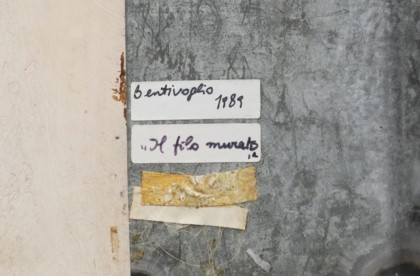 Bentivoglio
1989
"Il filo murato
"